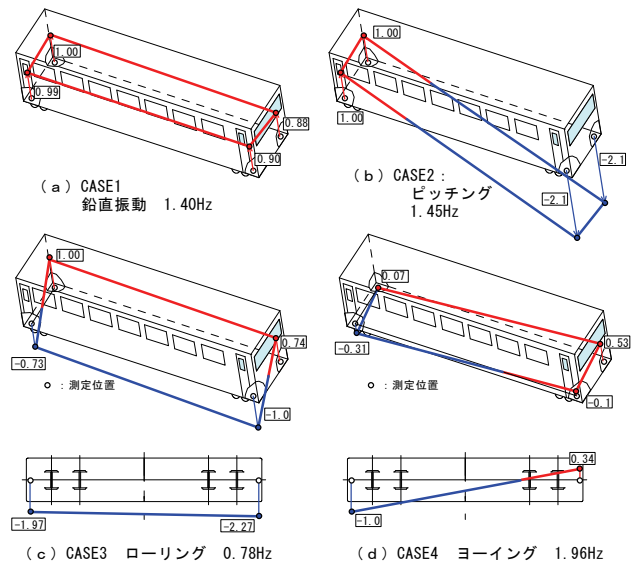 1.00
0.99
0.88
0.90
(a)CASE1
鉛直振動 1.40Hz
1.00
1.00
-2.1
-2.1
(b)CASE2:
ピッチング
1.45Hz
1.00
0.74
-0.73
-1.0
○:測定位置
0.07
-0.31
0.53
-0.1
○:測定位置
-1.97
-2.27
(c)CASE3 ローリング 0.78Hz
0.34
-1.0
(d)CASE4 ヨーイング 1.96Hz